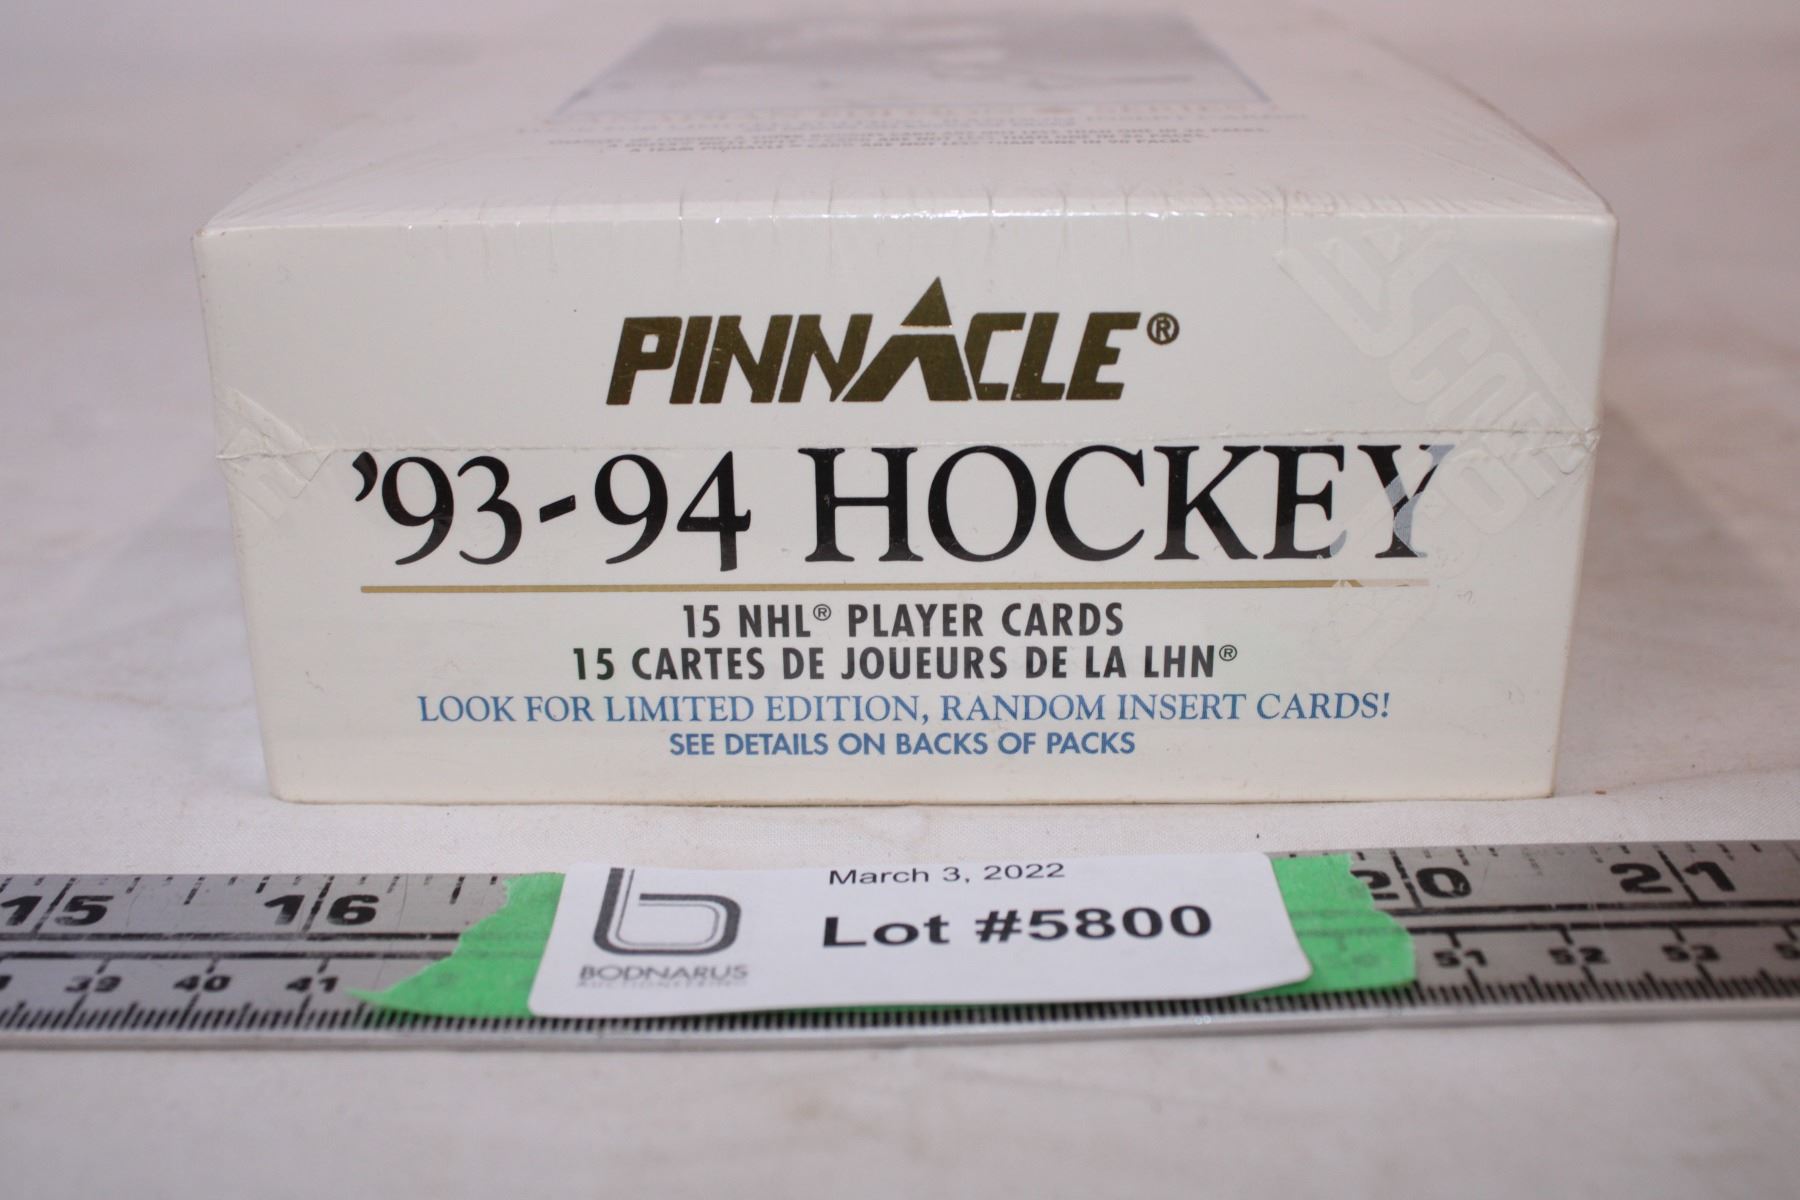 PINNACLE®
'93-94 HOCKEY
15 NHL® PLAYER CARDS
15 CARTES DE JOUEURS DE LA LHN®
LOOK FOR LIMITED EDITION, RANDOM INSERT CARDS!
SEE DETAILS ON BACKS OF PACKS
March 3, 2022
Lot #5800
BODNARUS
AUCTIONEERING
15 16 20 21
39 40 41 51 52 53